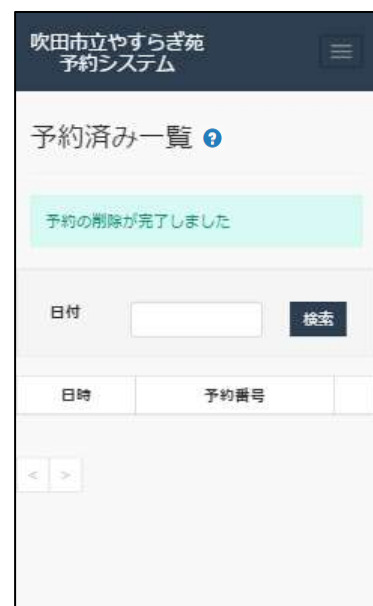 吹田市立やすらぎ苑
予約システム
予約済み一覧 ?
予約の削除が完了しました
日付 検索
日時 予約番号
< >